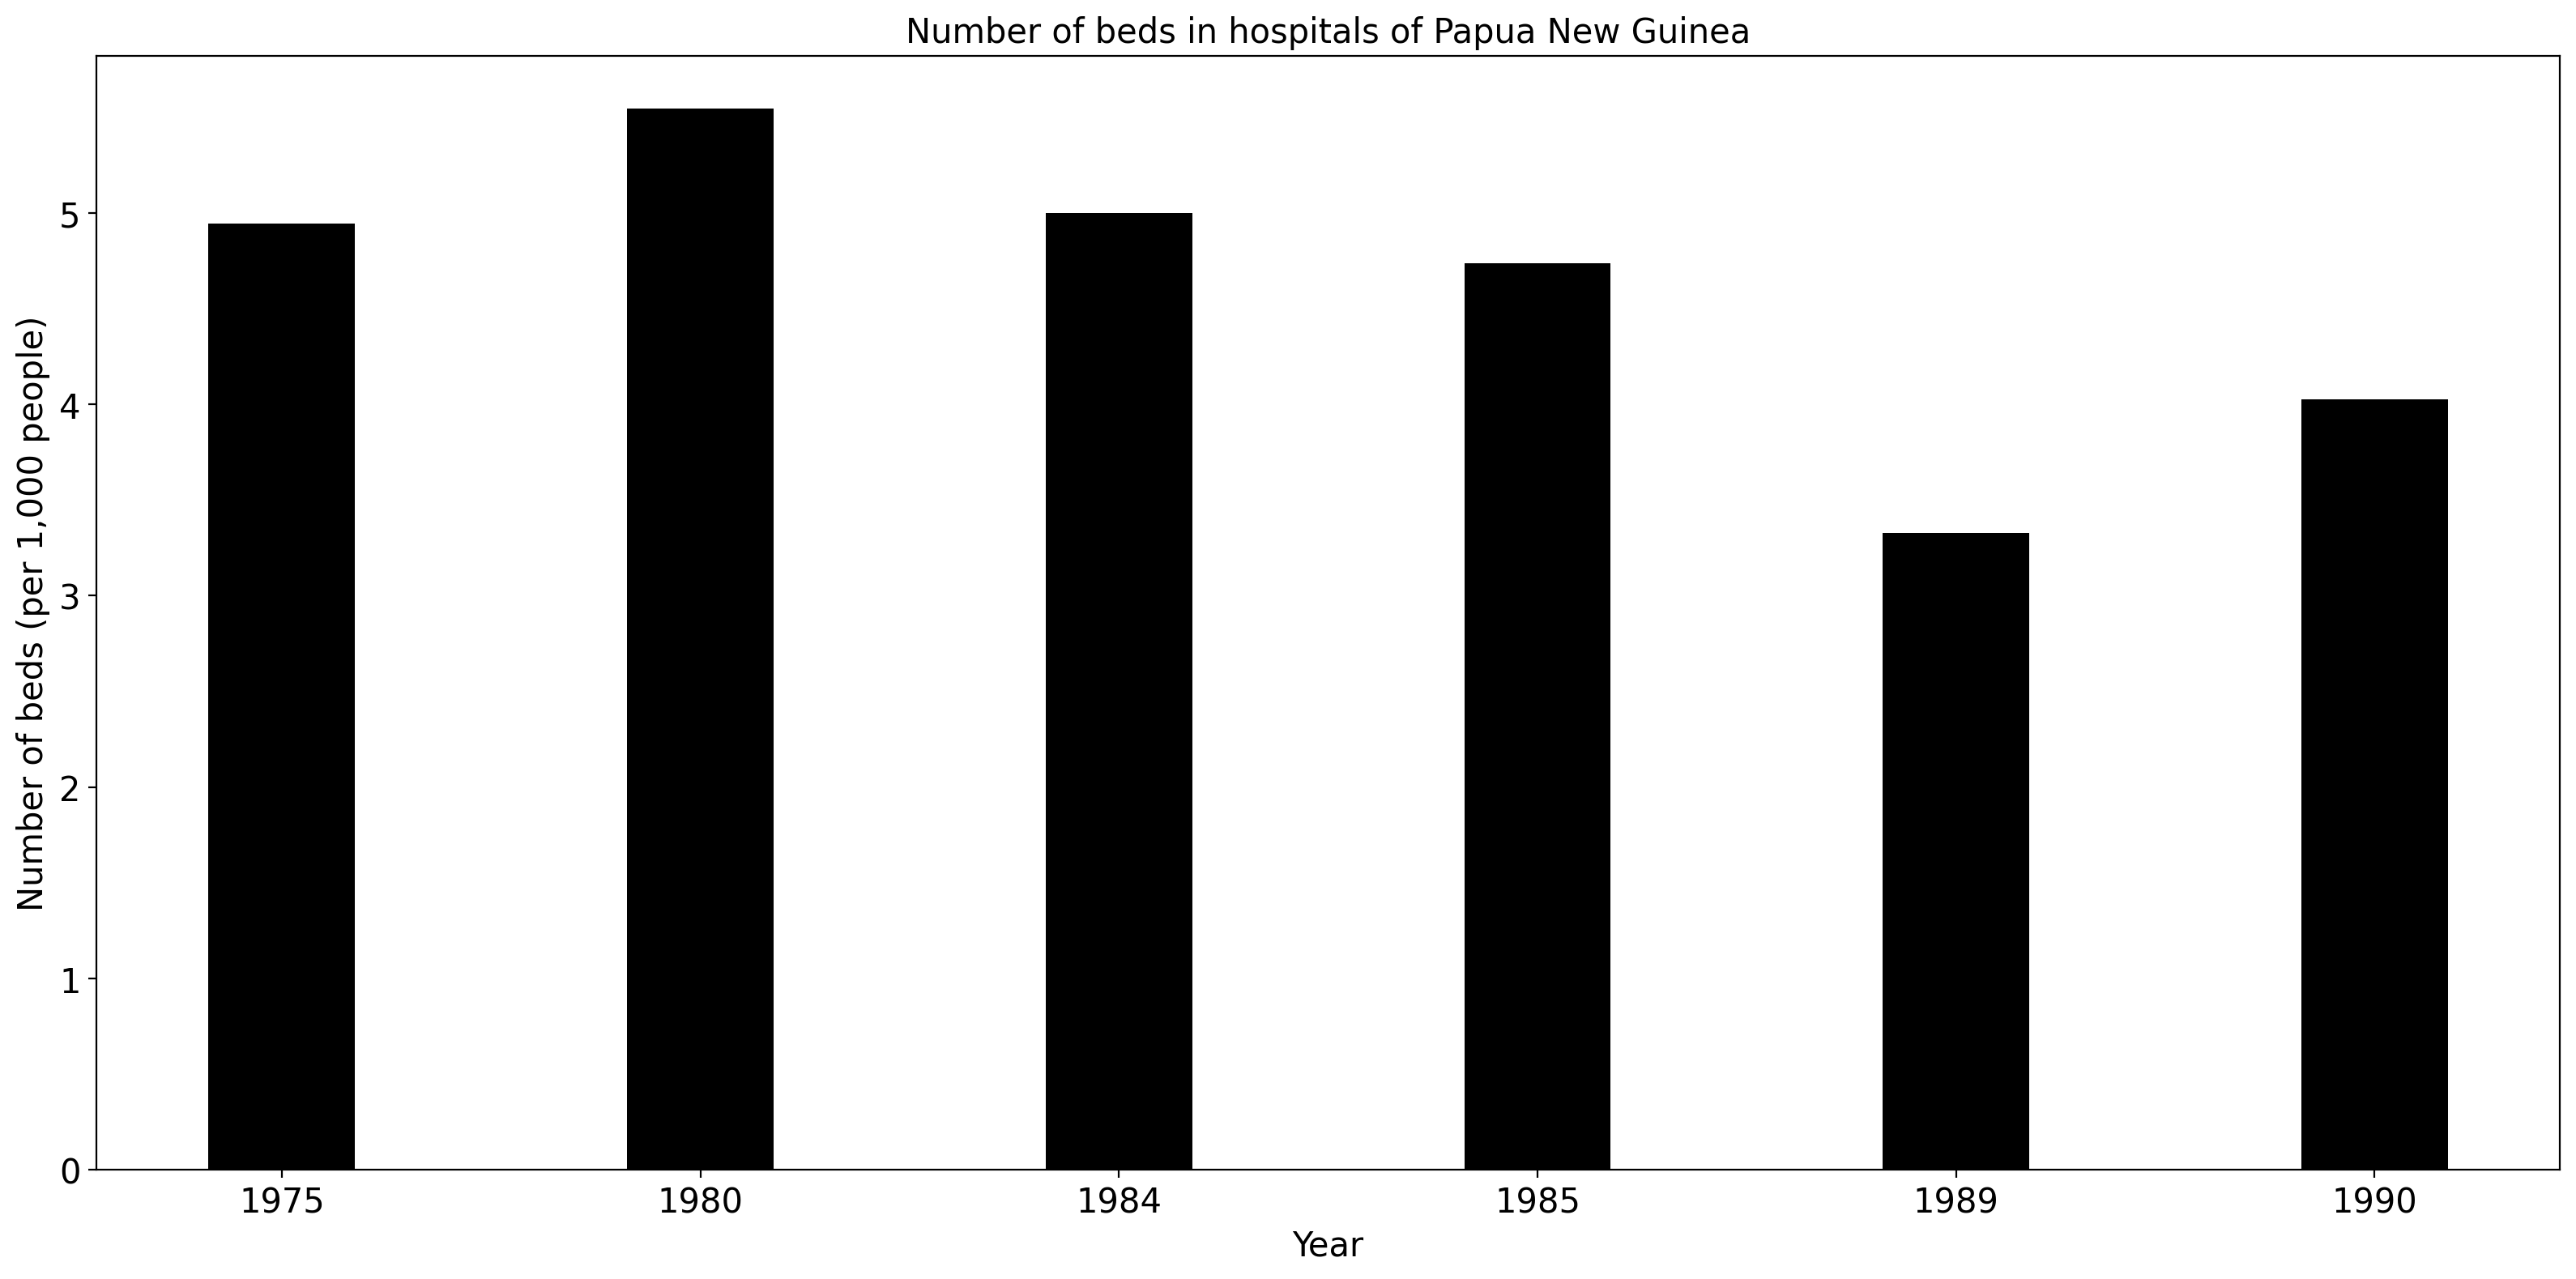 Number of beds in hospitals of Papua New Guinea
Number of beds (per 1,000 people)
5
4
3
2
1
0
1975 1980 1984 1985 1989 1990
Year